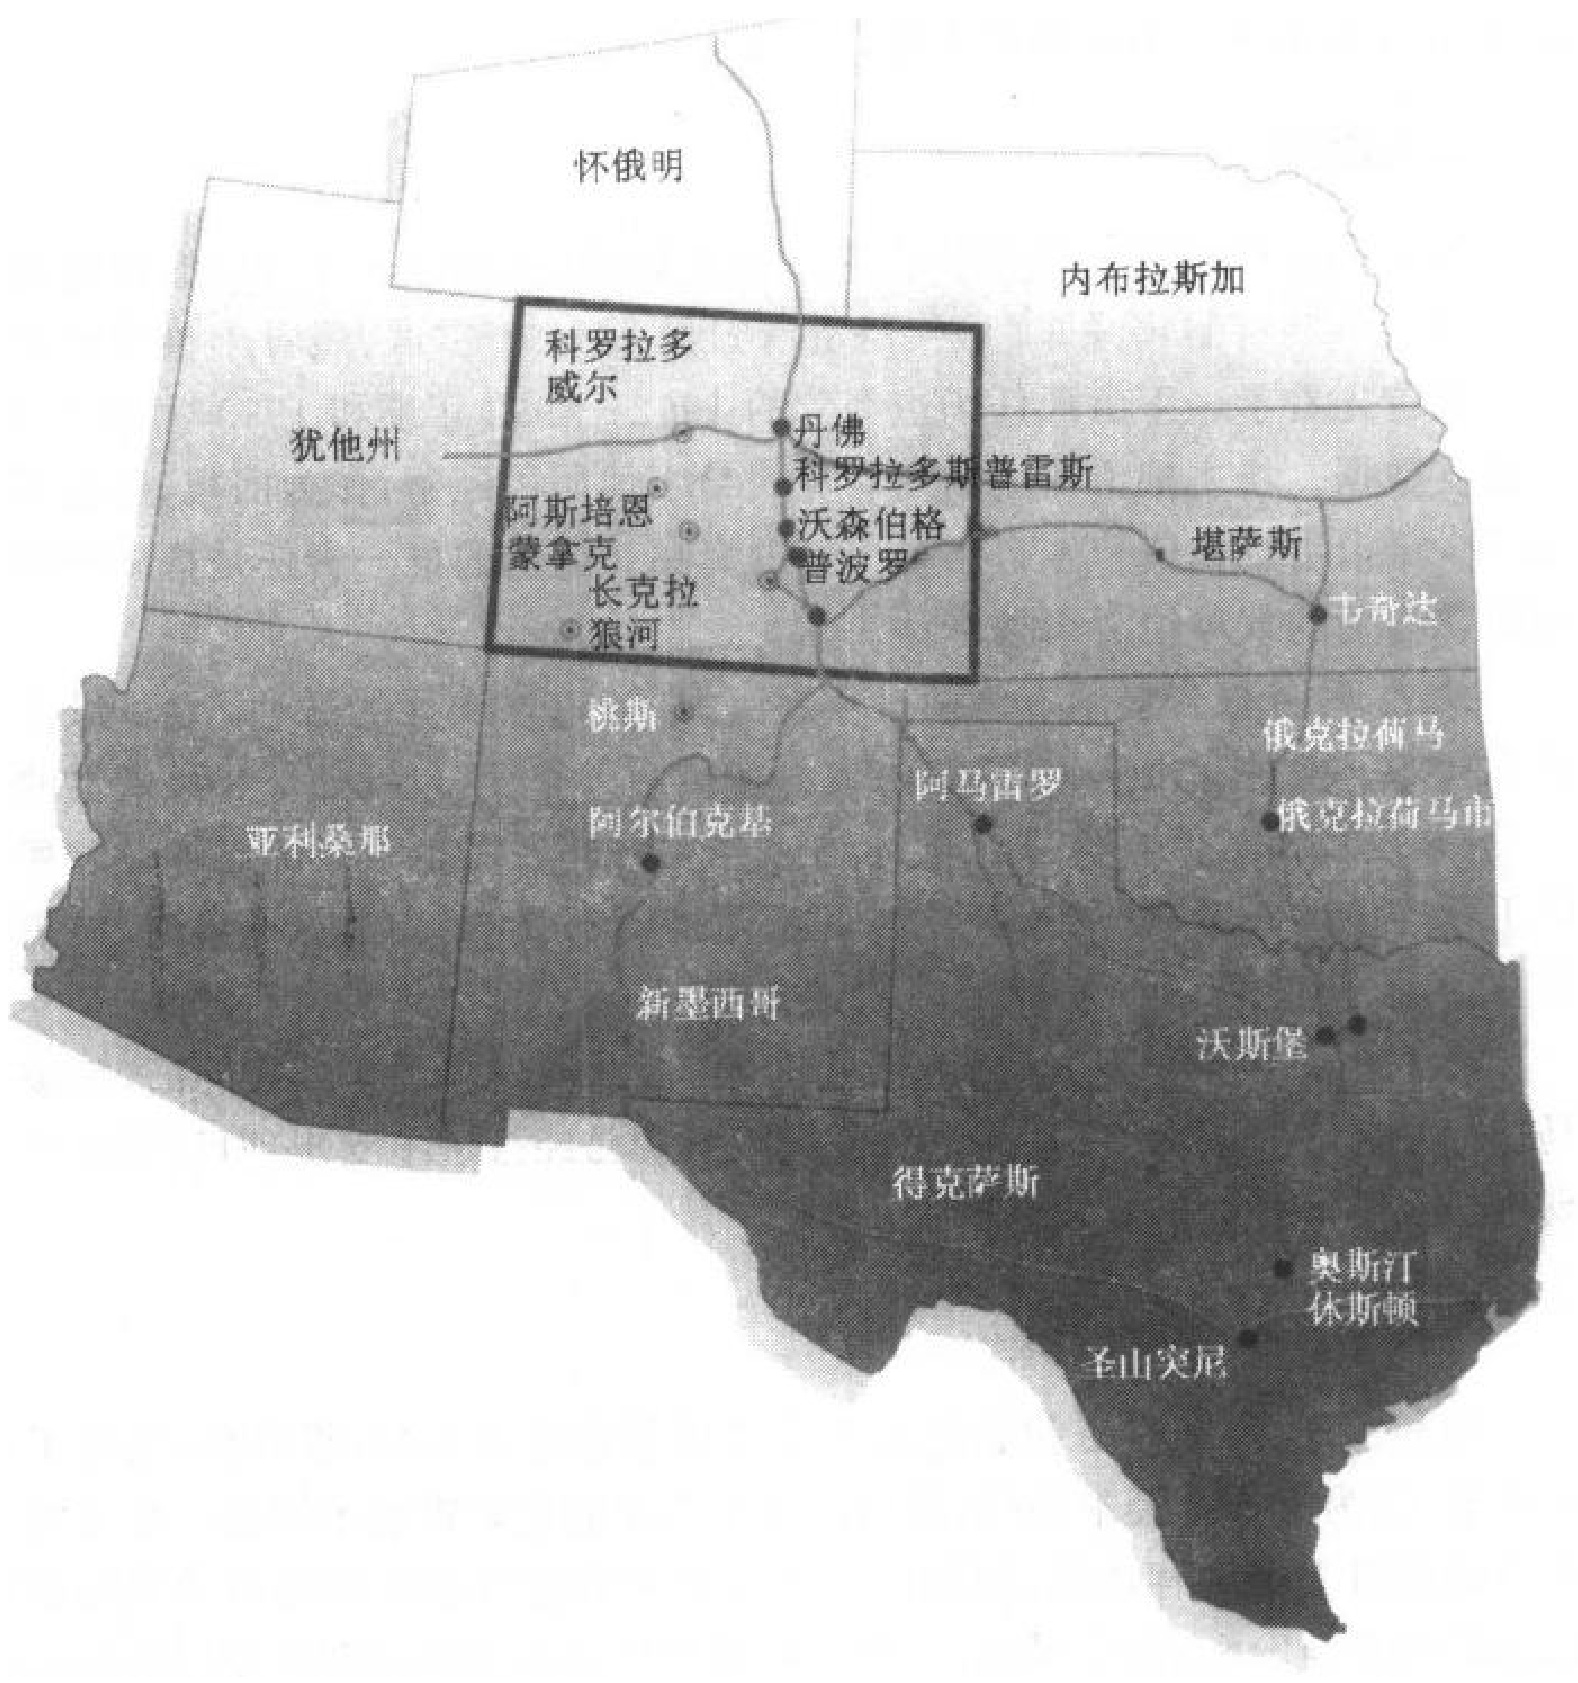 怀俄明
内布拉斯加
科罗拉多
威尔
犹他州
丹佛
科罗拉多斯普雷斯
阿斯培恩
沃森伯格
蒙拿克
普波罗
堪萨斯
长克拉
狼河
韦奇达
桃斯
俄克拉荷马
阿马雷罗
阿尔伯克基
俄克拉荷马市
亚利桑那
新墨西哥
沃斯堡
得克萨斯
奥斯汀
休斯顿
圣山突尼